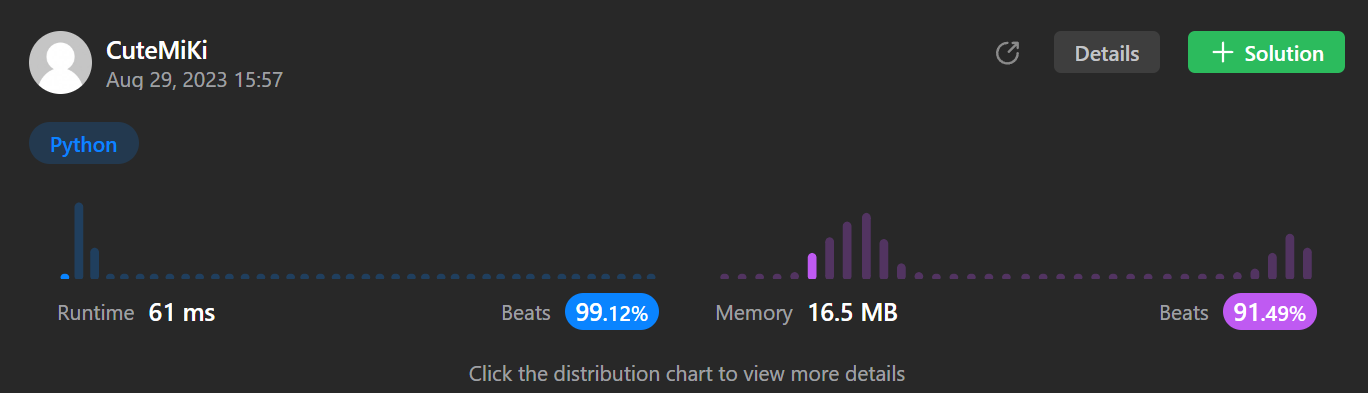 CuteMiKi
Aug 29, 2023 15:57
Details
Solution
Python
Runtime 61 ms Beats 99.12%
Memory 16.5 MB Beats 91.49%
Click the distribution chart to view more details